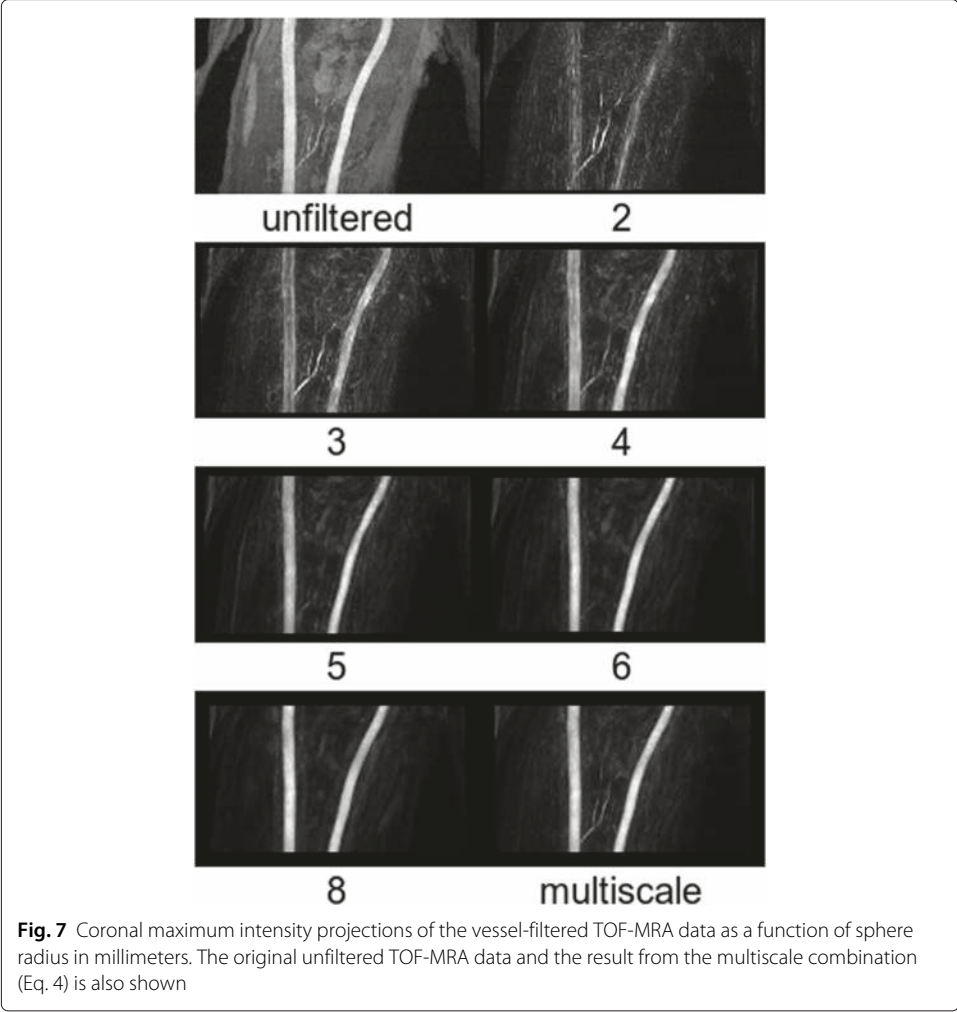 unfiltered 2
3 4
5 6
8 multiscale
Fig. 7 Coronal maximum intensity projections of the vessel-filtered TOF-MRA data as a function of sphere
radius in millimeters. The original unfiltered TOF-MRA data and the result from the multiscale combination
(Eq. 4) is also shown